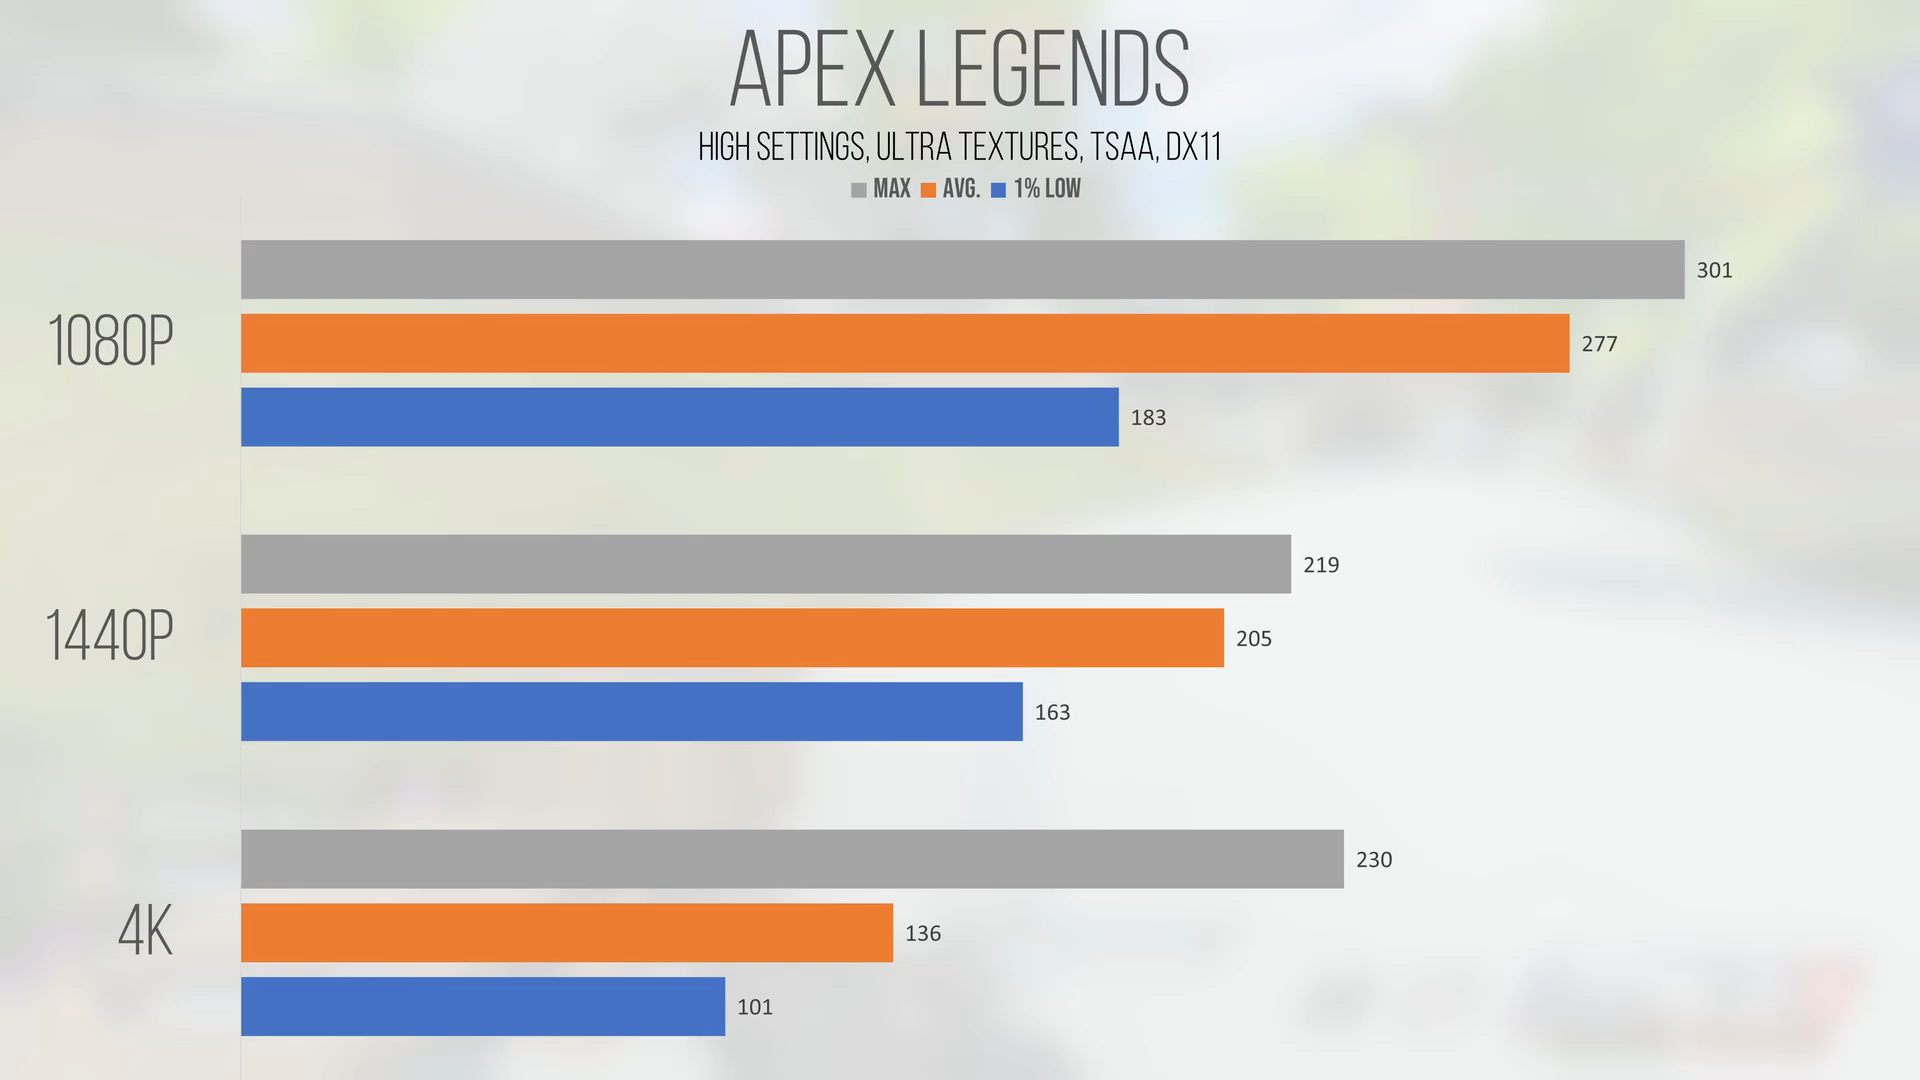 APEX LEGENDS
HIGH SETTINGS, ULTRA TEXTURES, TSAA, DX11
MAX AVG. 1% LOW
301
1080P 277
183
219
1440P 205
163
230
4K 136
101